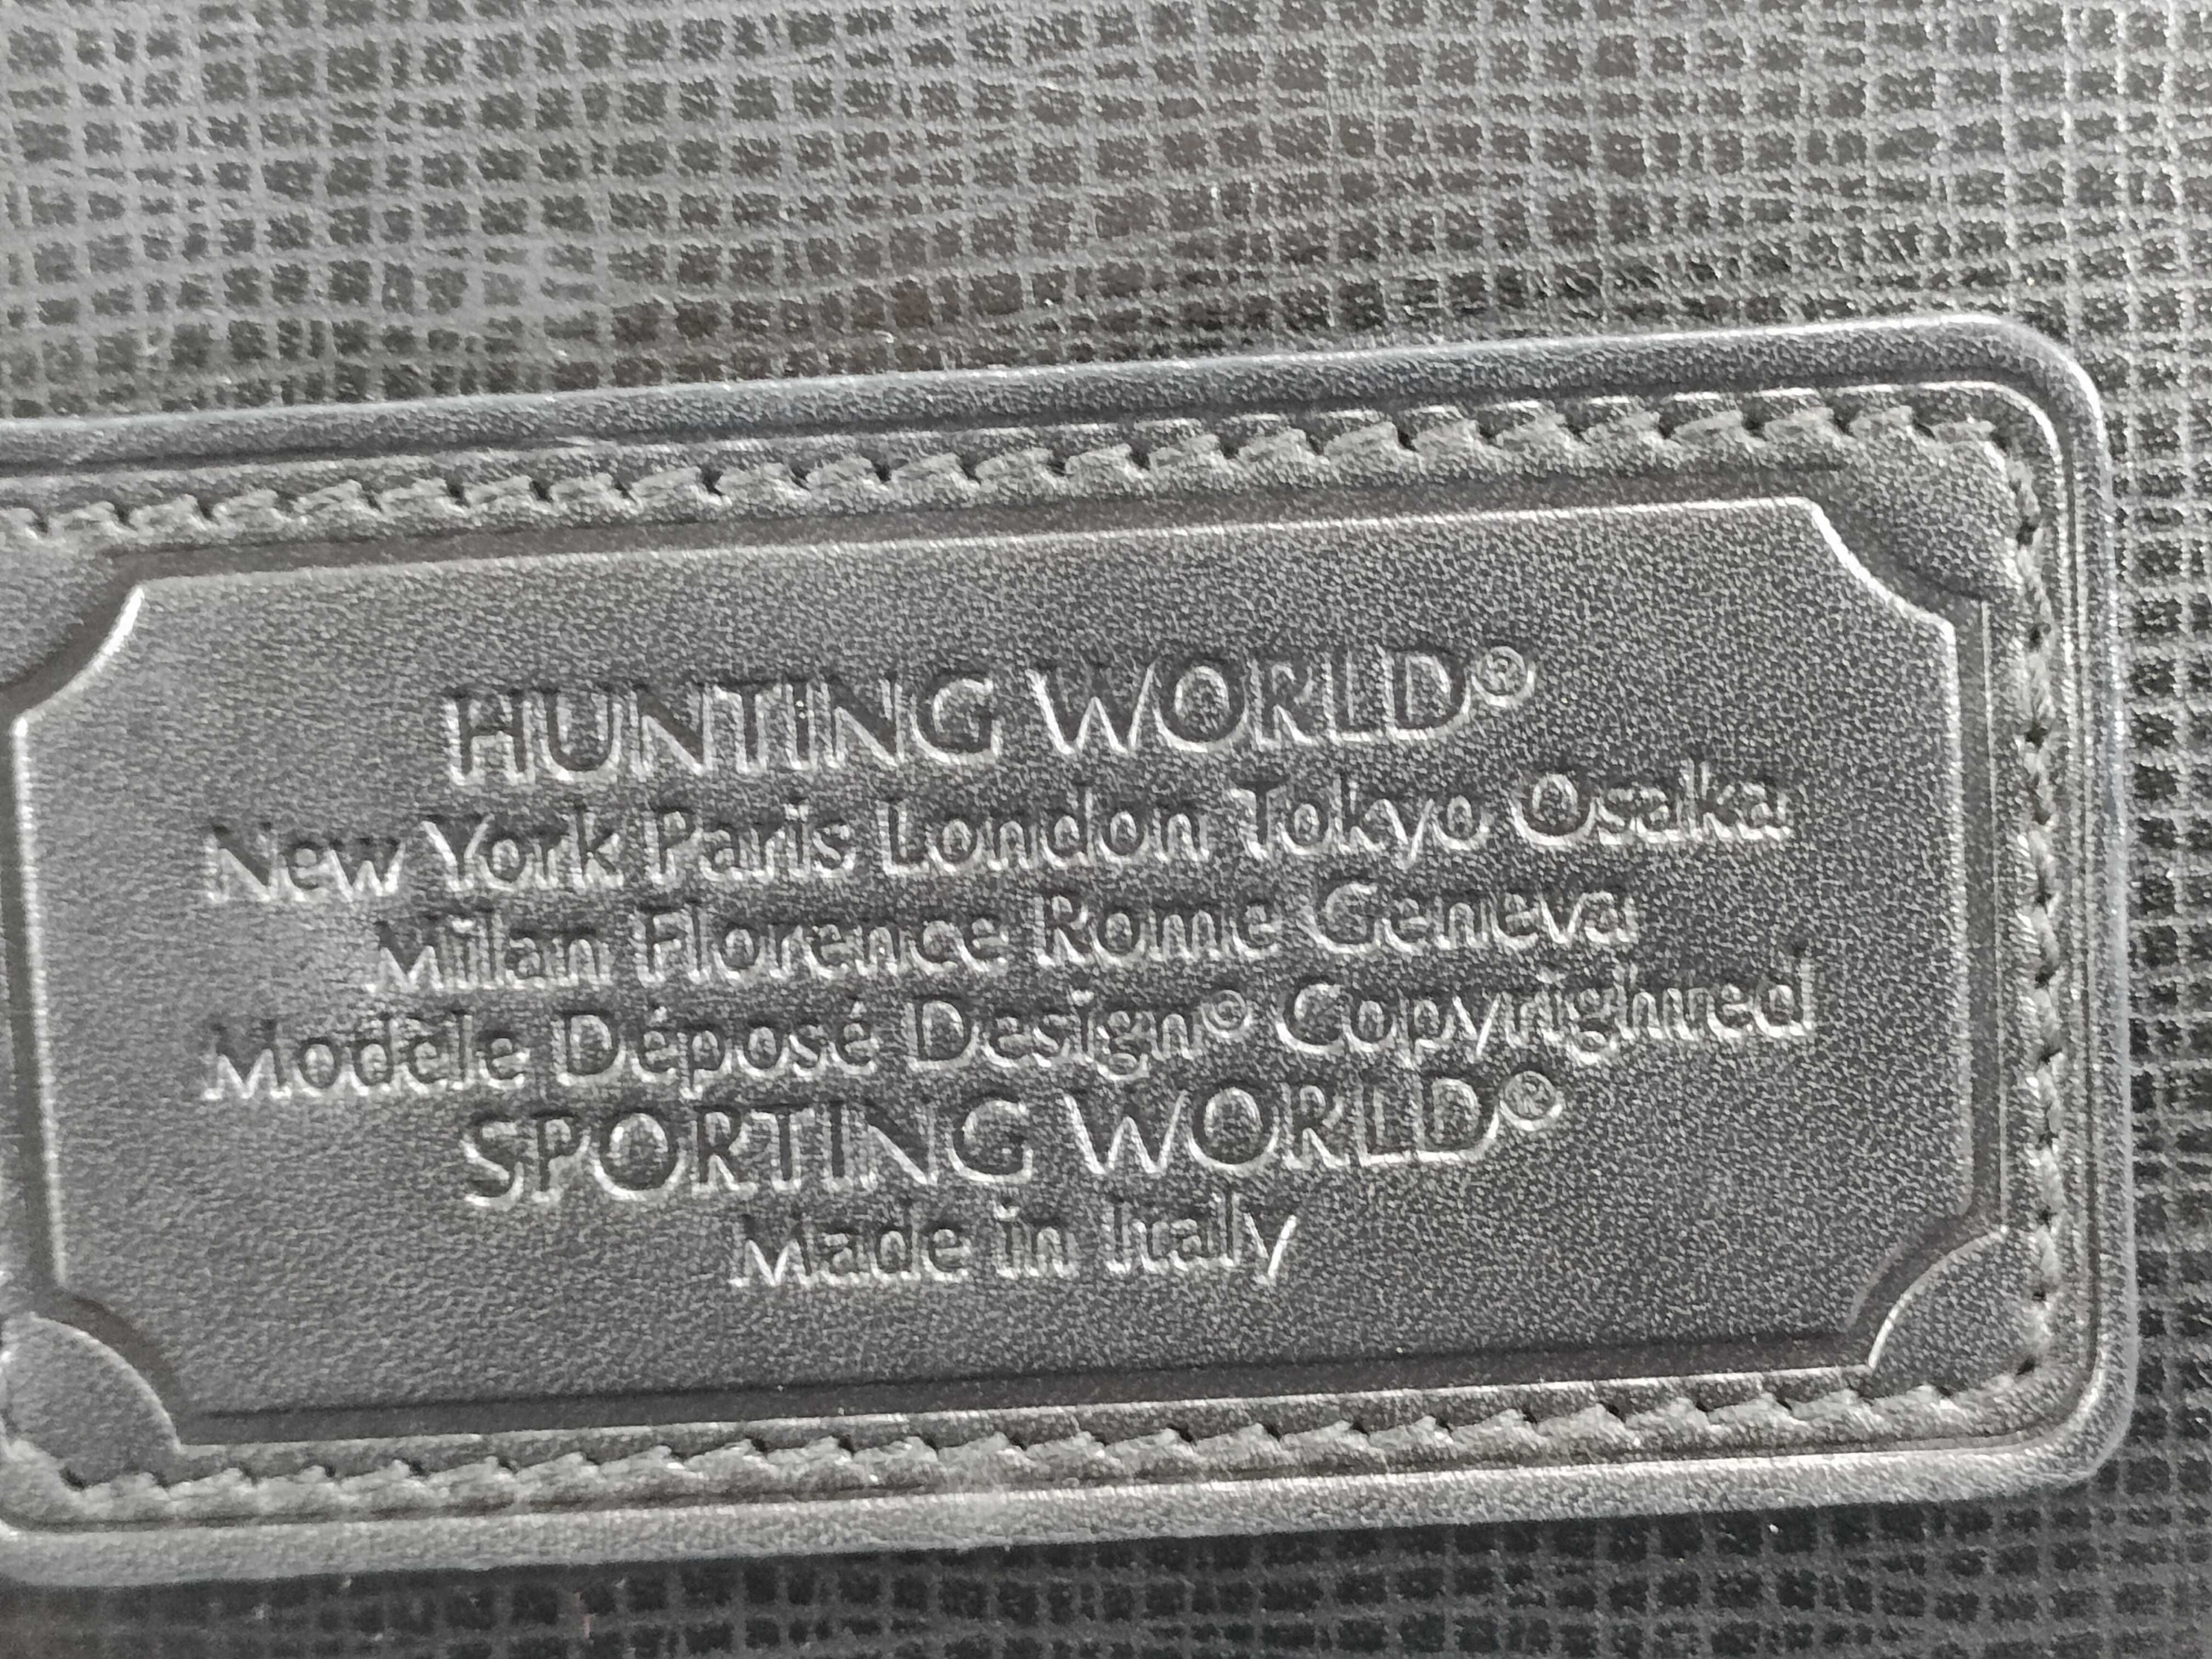 HUNTING WORLD®
New York Paris London Tokyo Osaka
Milan Florence Rome Geneva
Modèle Déposé Design© Copyrighted
SPORTING WORLD®
Made in Italy